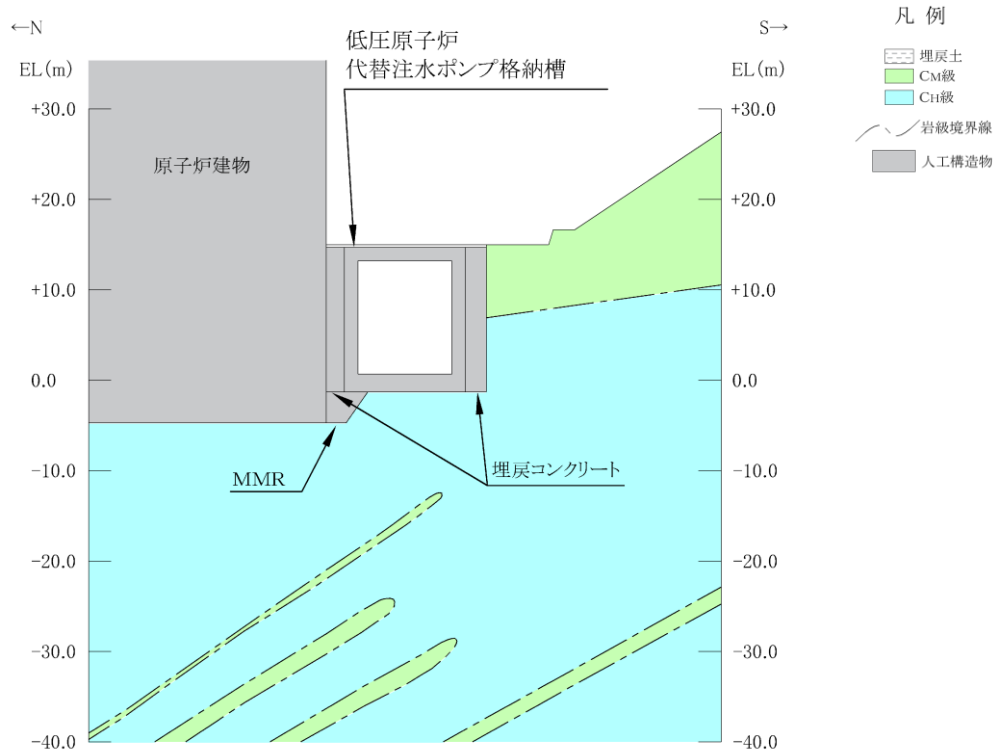 ←N
S→
凡 例
EL(m)
EL(m)
埋戻土
CM級
CH級
岩級境界線
人工構造物
低圧原子炉
代替注水ポンプ格納槽
原子炉建物
+30.0
+20.0
+10.0
0.0
−10.0
−20.0
−30.0
−40.0
+30.0
+20.0
+10.0
0.0
−10.0
−20.0
−30.0
−40.0
MMR
埋戻コンクリート